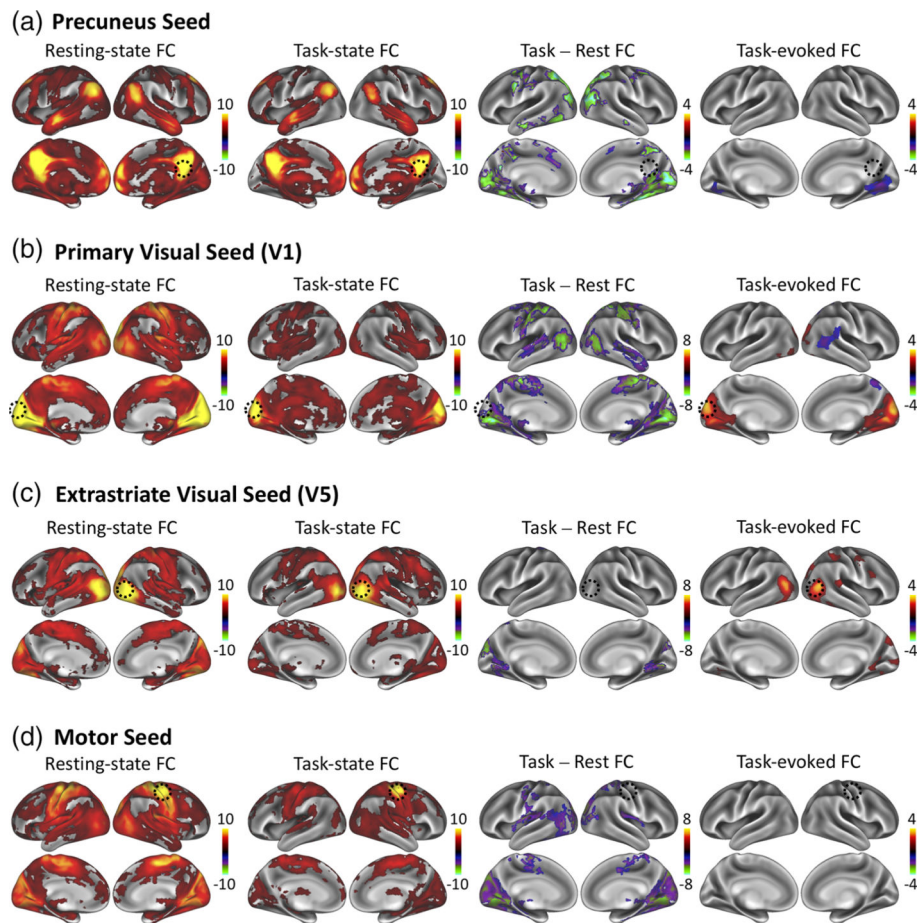 (a) Precuneus Seed
Resting-state FC Task-state FC Task – Rest FC Task-evoked FC
10 10 4 4
-10 -10 -4 -4
(b) Primary Visual Seed (V1)
Resting-state FC Task-state FC Task – Rest FC Task-evoked FC
10 10 8 4
-10 -10 -8 -4
(c) Extrastriate Visual Seed (V5)
Resting-state FC Task-state FC Task – Rest FC Task-evoked FC
10 10 8 4
-10 -10 -8 -4
(d) Motor Seed
Resting-state FC Task-state FC Task – Rest FC Task-evoked FC
10 10 8 4
-10 -10 -8 -4